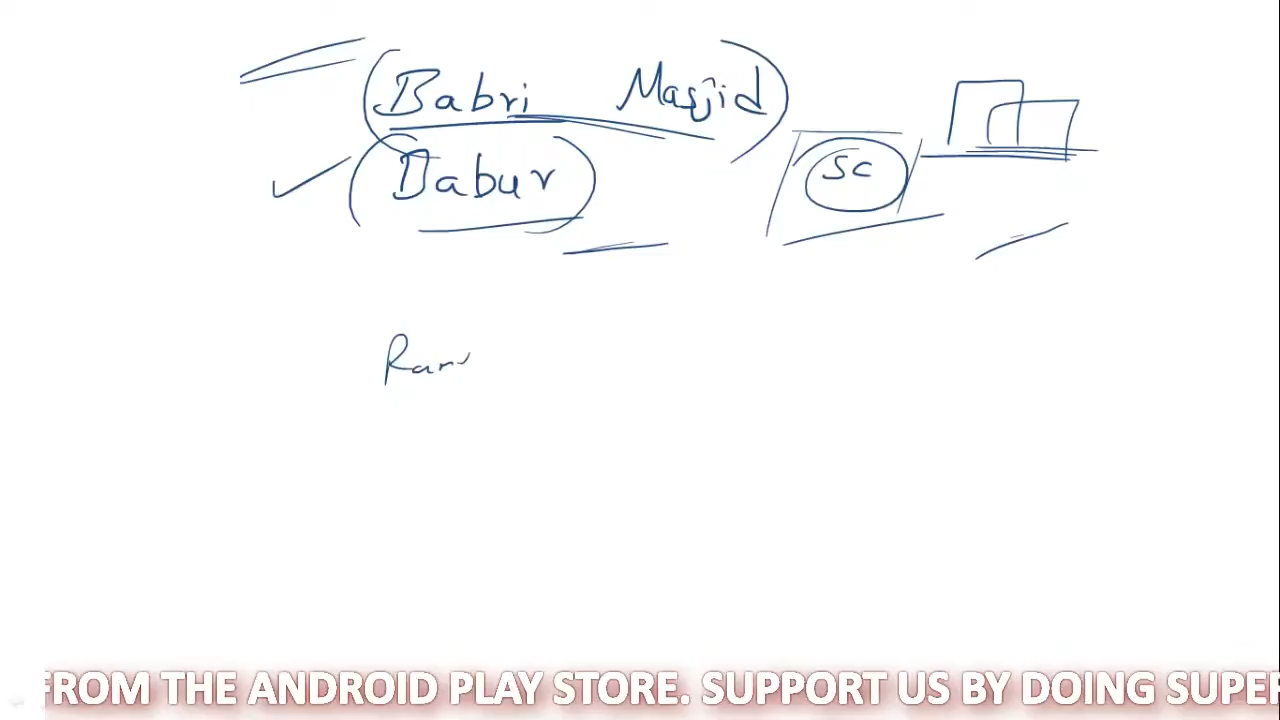 Babri Masjid
Babur
SC
Ram
FROM THE ANDROID PLAY STORE. SUPPORT US BY DOING SUPER